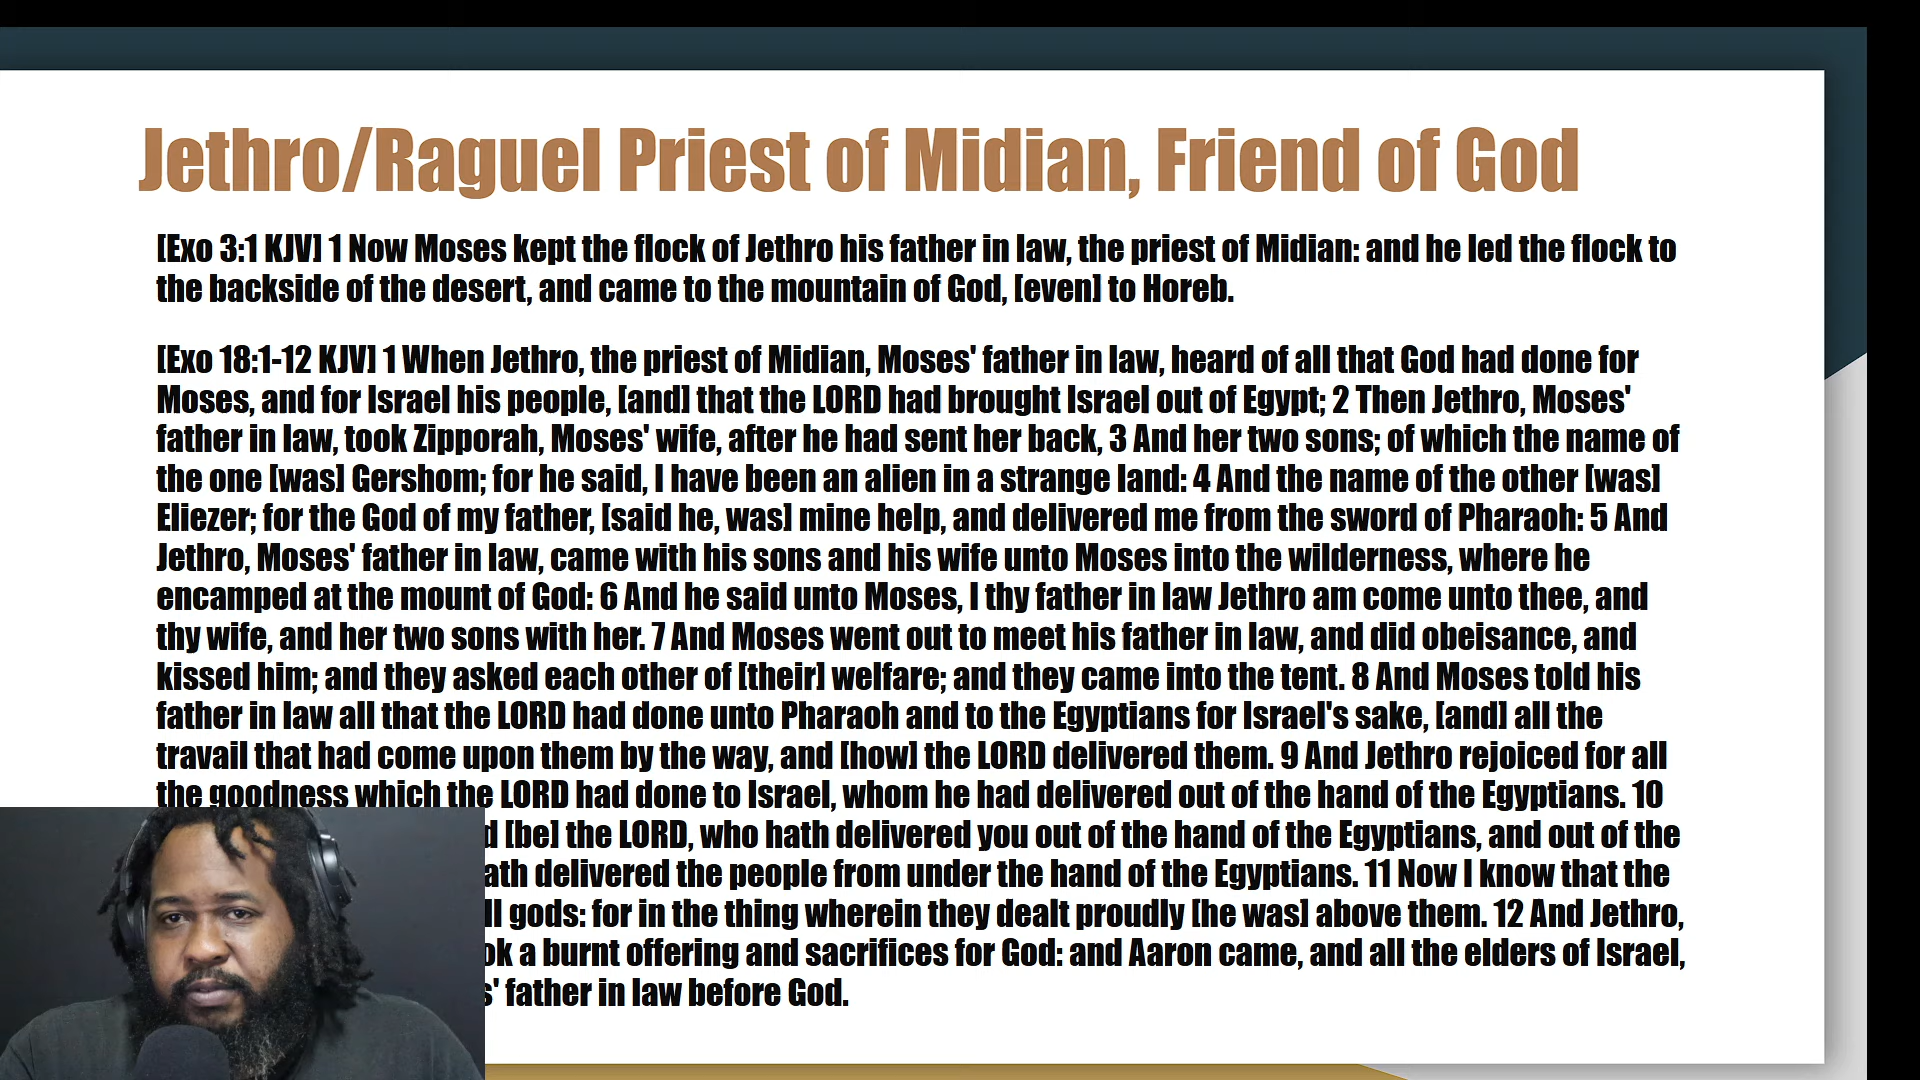 Jethro/Raguel Priest of Midian, Friend of God
[Exo 3:1 KJV] 1 Now Moses kept the flock of Jethro his father in law, the priest of Midian: and he led the flock to
the backside of the desert, and came to the mountain of God, [even] to Horeb.
[Exo 18:1-12 KJV] 1 When Jethro, the priest of Midian, Moses' father in law, heard of all that God had done for
Moses, and for Israel his people, [and] that the LORD had brought Israel out of Egypt; 2 Then Jethro, Moses'
father in law, took Zipporah, Moses' wife, after he had sent her back, 3 And her two sons; of which the name of
the one [was] Gershom; for he said, I have been an alien in a strange land: 4 And the name of the other [was]
Eliezer; for the God of my father, [said he, was] mine help, and delivered me from the sword of Pharaoh: 5 And
Jethro, Moses' father in law, came with his sons and his wife unto Moses into the wilderness, where he
encamped at the mount of God: 6 And he said unto Moses, I thy father in law Jethro am come unto thee, and
thy wife, and her two sons with her. 7 And Moses went out to meet his father in law, and did obeisance, and
kissed him; and they asked each other of [their] welfare; and they came into the tent. 8 And Moses told his
father in law all that the LORD had done unto Pharaoh and to the Egyptians for Israel's sake, [and] all the
travail that had come upon them by the way, and [how] the LORD delivered them. 9 And Jethro rejoiced for all
the goodness which the LORD had done to Israel, whom he had delivered out of the hand of the Egyptians. 10
[be] the LORD, who hath delivered you out of the hand of the Egyptians, and out of the
delivered the people from under the hand of the Egyptians. 11 Now I know that the
gods: for in the thing wherein they dealt proudly [he was] above them. 12 And Jethro,
a burnt offering and sacrifices for God: and Aaron came, and all the elders of Israel,
father in law before God.